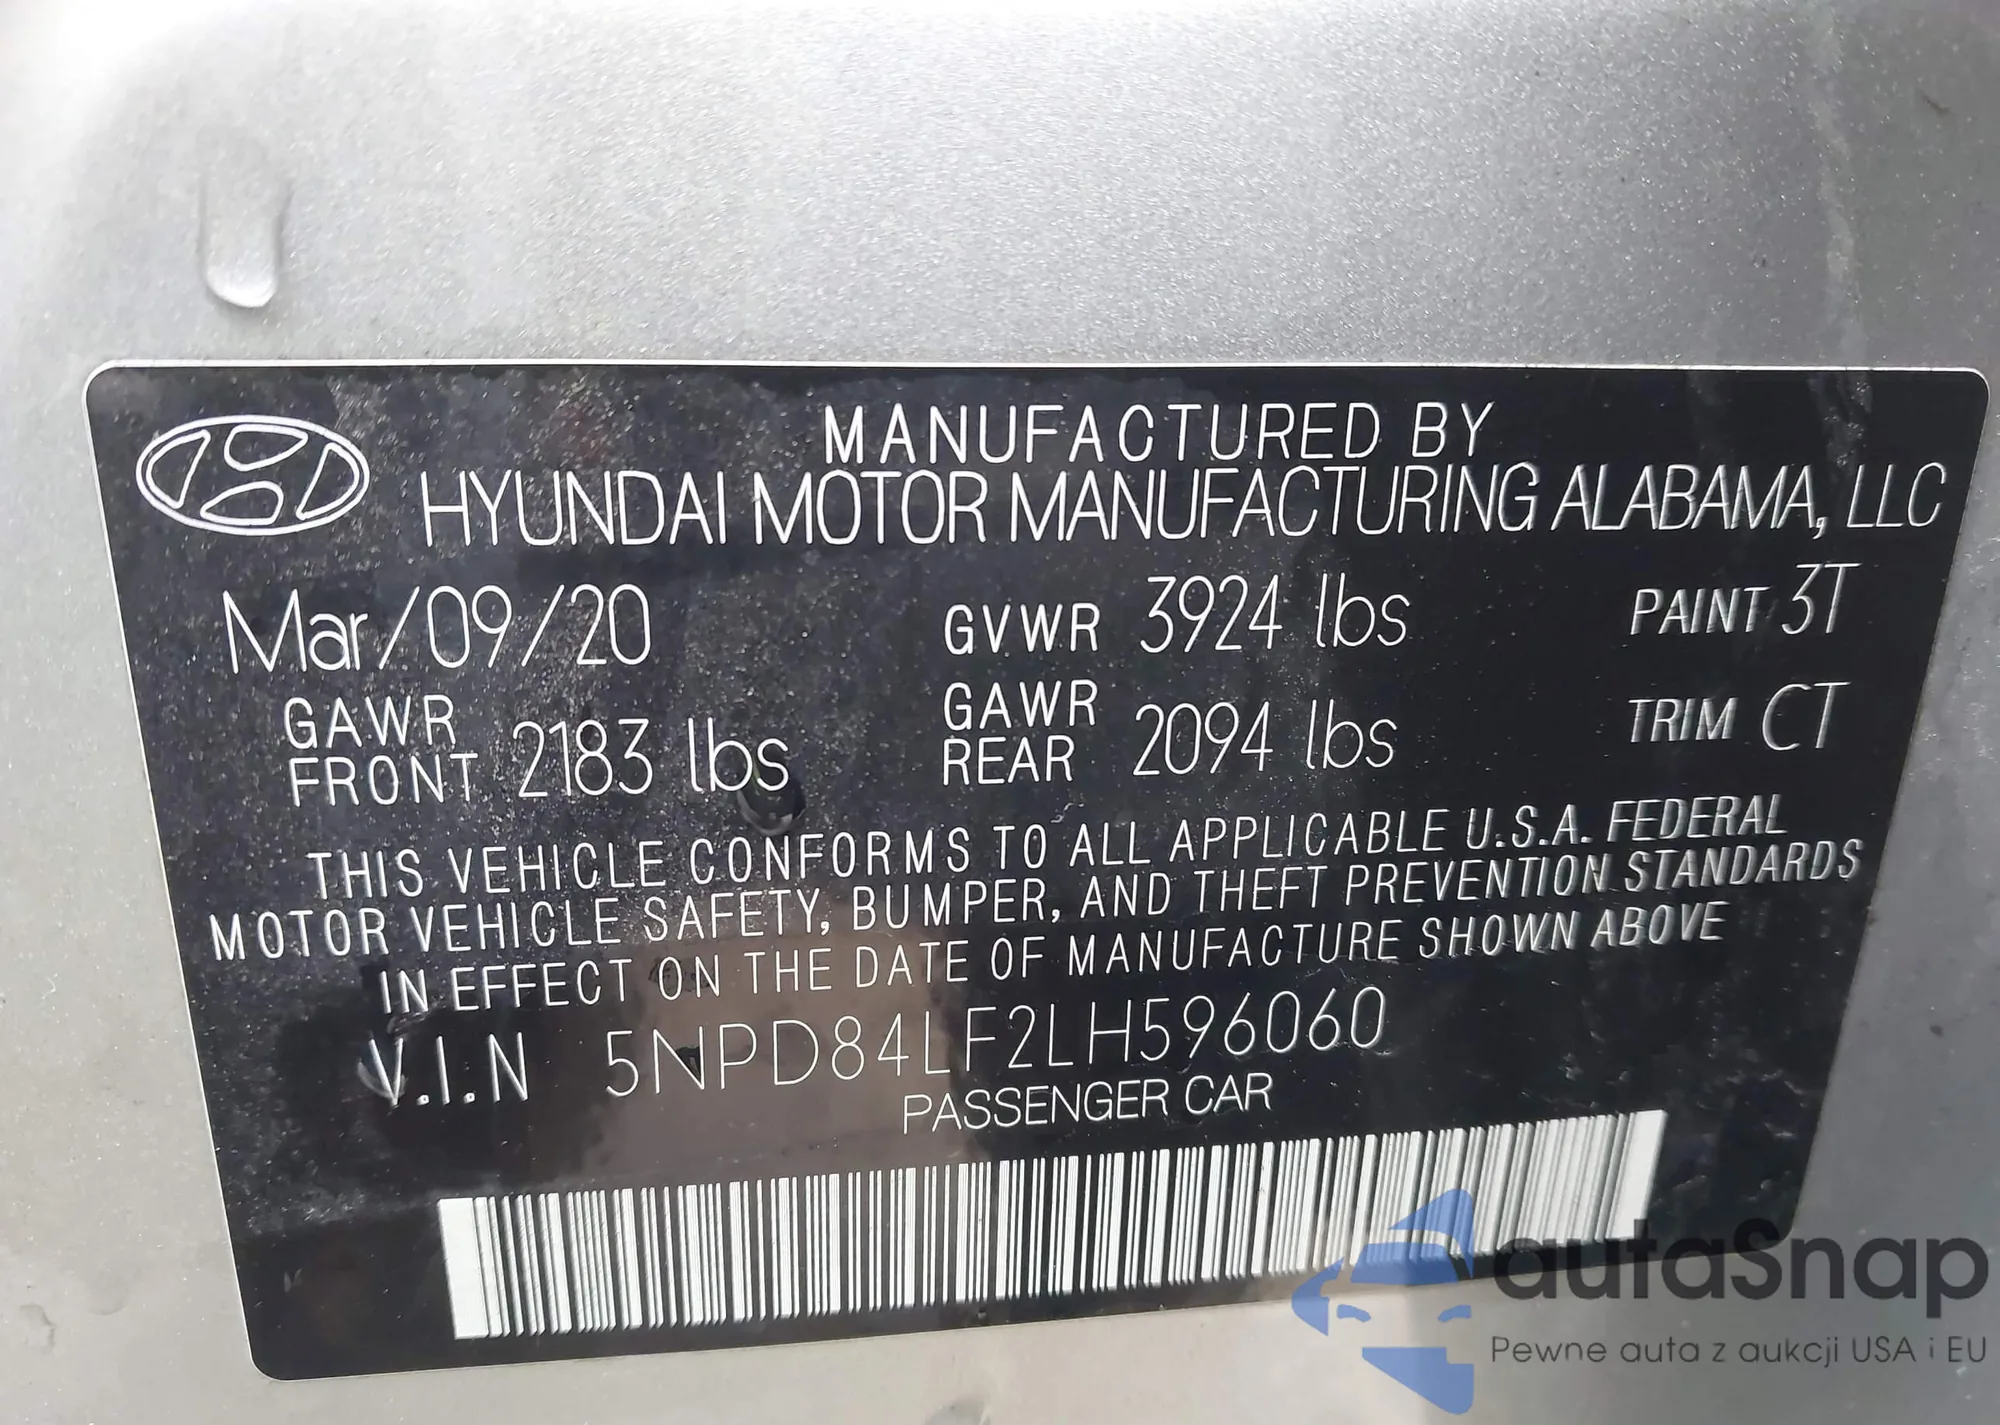 MANUFACTURED BY
HYUNDAI MOTOR MANUFACTURING ALABAMA, LLC
Mar/09/20 GVWR 3924 lbs PAINT 3T
GAWR FRONT 2183 lbs GAWR REAR 2094 lbs TRIM CT
THIS VEHICLE CONFORMS TO ALL APPLICABLE U.S.A. FEDERAL
MOTOR VEHICLE SAFETY, BUMPER, AND THEFT PREVENTION STANDARDS
IN EFFECT ON THE DATE OF MANUFACTURE SHOWN ABOVE
V.I.N 5NPD84LF2LH596060
PASSENGER CAR
autaSnap
Pewne auta z aukcji USA i EU